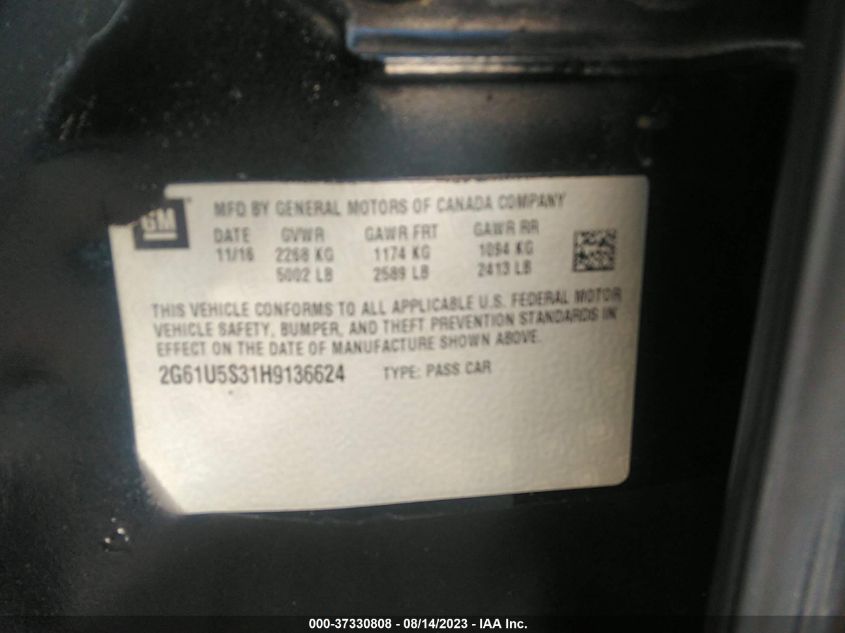 GM
MFD BY GENERAL MOTORS OF CANADA COMPANY
DATE GVWR GAWR FRT GAWR RR
11/16 2268 KG 1174 KG 1094 KG
5002 LB 2589 LB 2413 LB
THIS VEHICLE CONFORMS TO ALL APPLICABLE U.S. FEDERAL MOTOR
VEHICLE SAFETY, BUMPER, AND THEFT PREVENTION STANDARDS IN
EFFECT ON THE DATE OF MANUFACTURE SHOWN ABOVE.
2G61U5S31H9136624 TYPE: PASS CAR
000-37330808 - 08/14/2023 - IAA Inc.